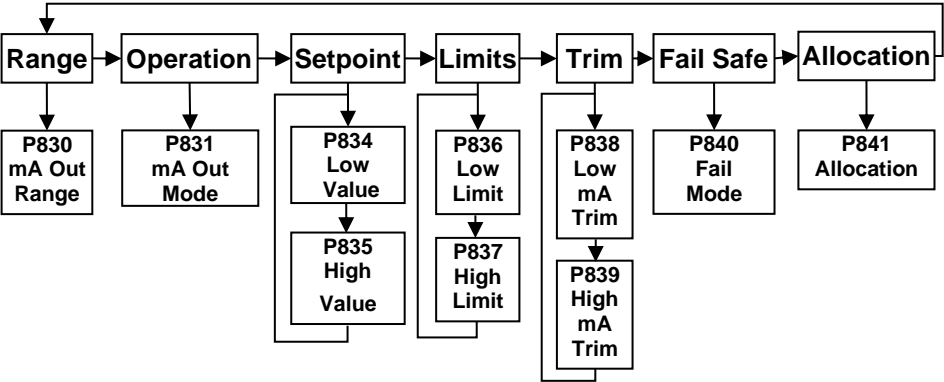 Range
Operation
Setpoint
Limits
Trim
Fail Safe
Allocation
P830
mA Out
Range
P831
mA Out
Mode
P834
Low
Value
P835
High
Value
P836
Low
Limit
P837
High
Limit
P838
Low
mA
Trim
P839
High
mA
Trim
P840
Fail
Mode
P841
Allocation